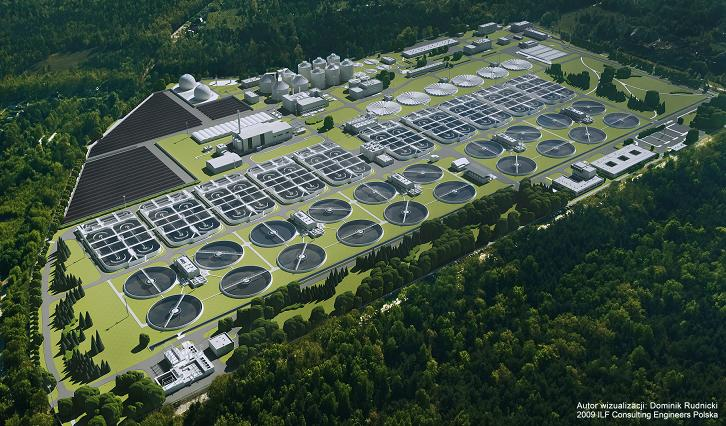 Autor wizualizacji: Dominik Rudnicki
2009 ILF Consulting Engineers Polska